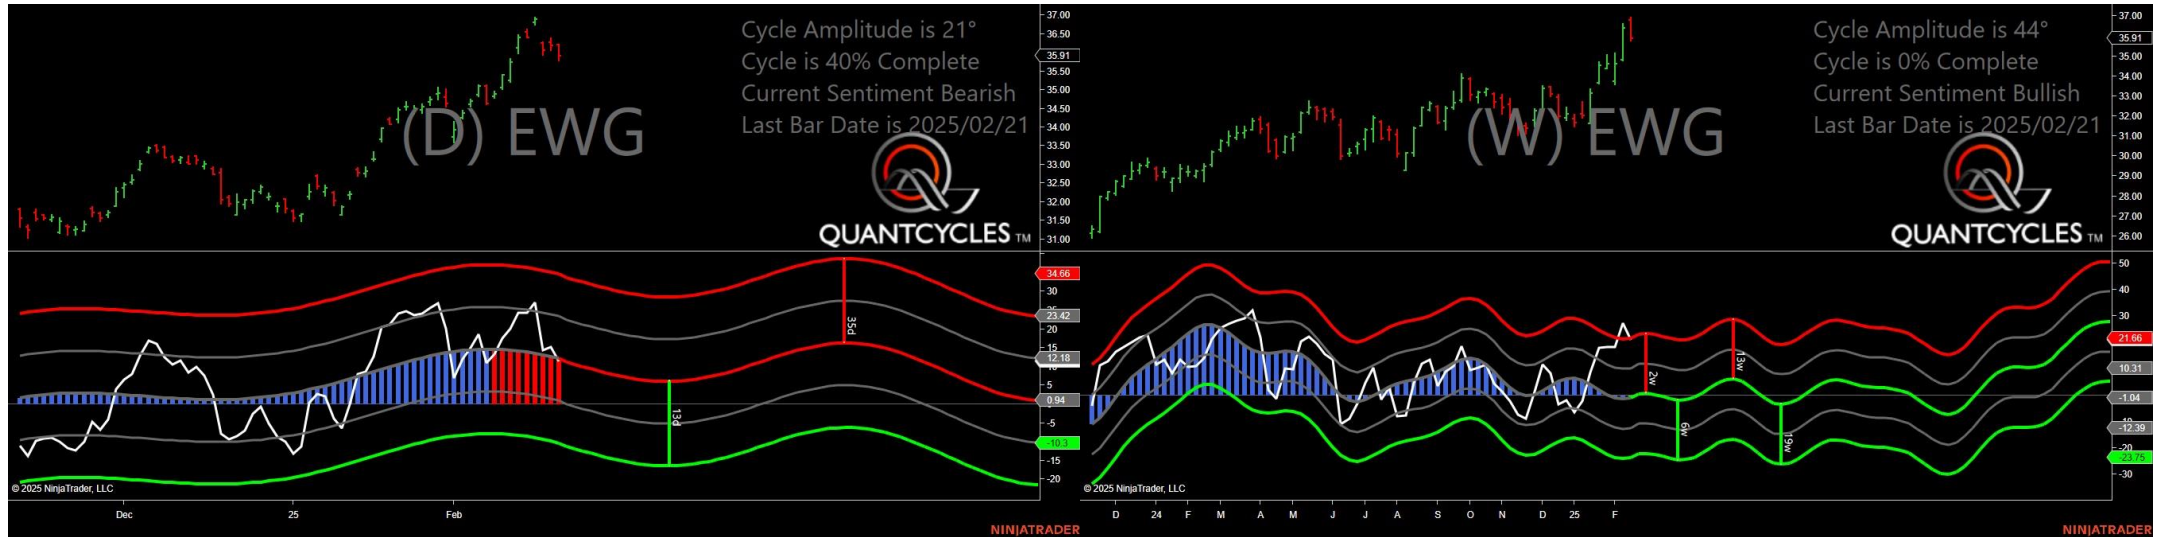 Cycle Amplitude is 21°
Cycle is 40% Complete
Current Sentiment Bearish
Last Bar Date is 2025/02/21
(D) EWG
QUANTCYCLES TM
37.00
36.50
35.91
35.50
35.00
34.50
34.00
33.50
33.00
32.50
32.00
31.50
31.00
34.66
30
23.42
20
15
12.18
5
0.94
-5
-10.3
-15
-20
35d
13d
© 2025 NinjaTrader, LLC
Dec
25
Feb
NINJATRADER
Cycle Amplitude is 44°
Cycle is 0% Complete
Current Sentiment Bullish
Last Bar Date is 2025/02/21
(W) EWG
QUANTCYCLES TM
37.00
35.91
35.00
34.00
33.00
32.00
31.00
30.00
29.00
28.00
27.00
26.00
50
40
30
21.66
10.31
-1.04
-12.39
-20
-23.75
-30
2w
13w
6w
19w
© 2025 NinjaTrader, LLC
D 24 F M A M J J A S O N D 25 F
NINJATRADER